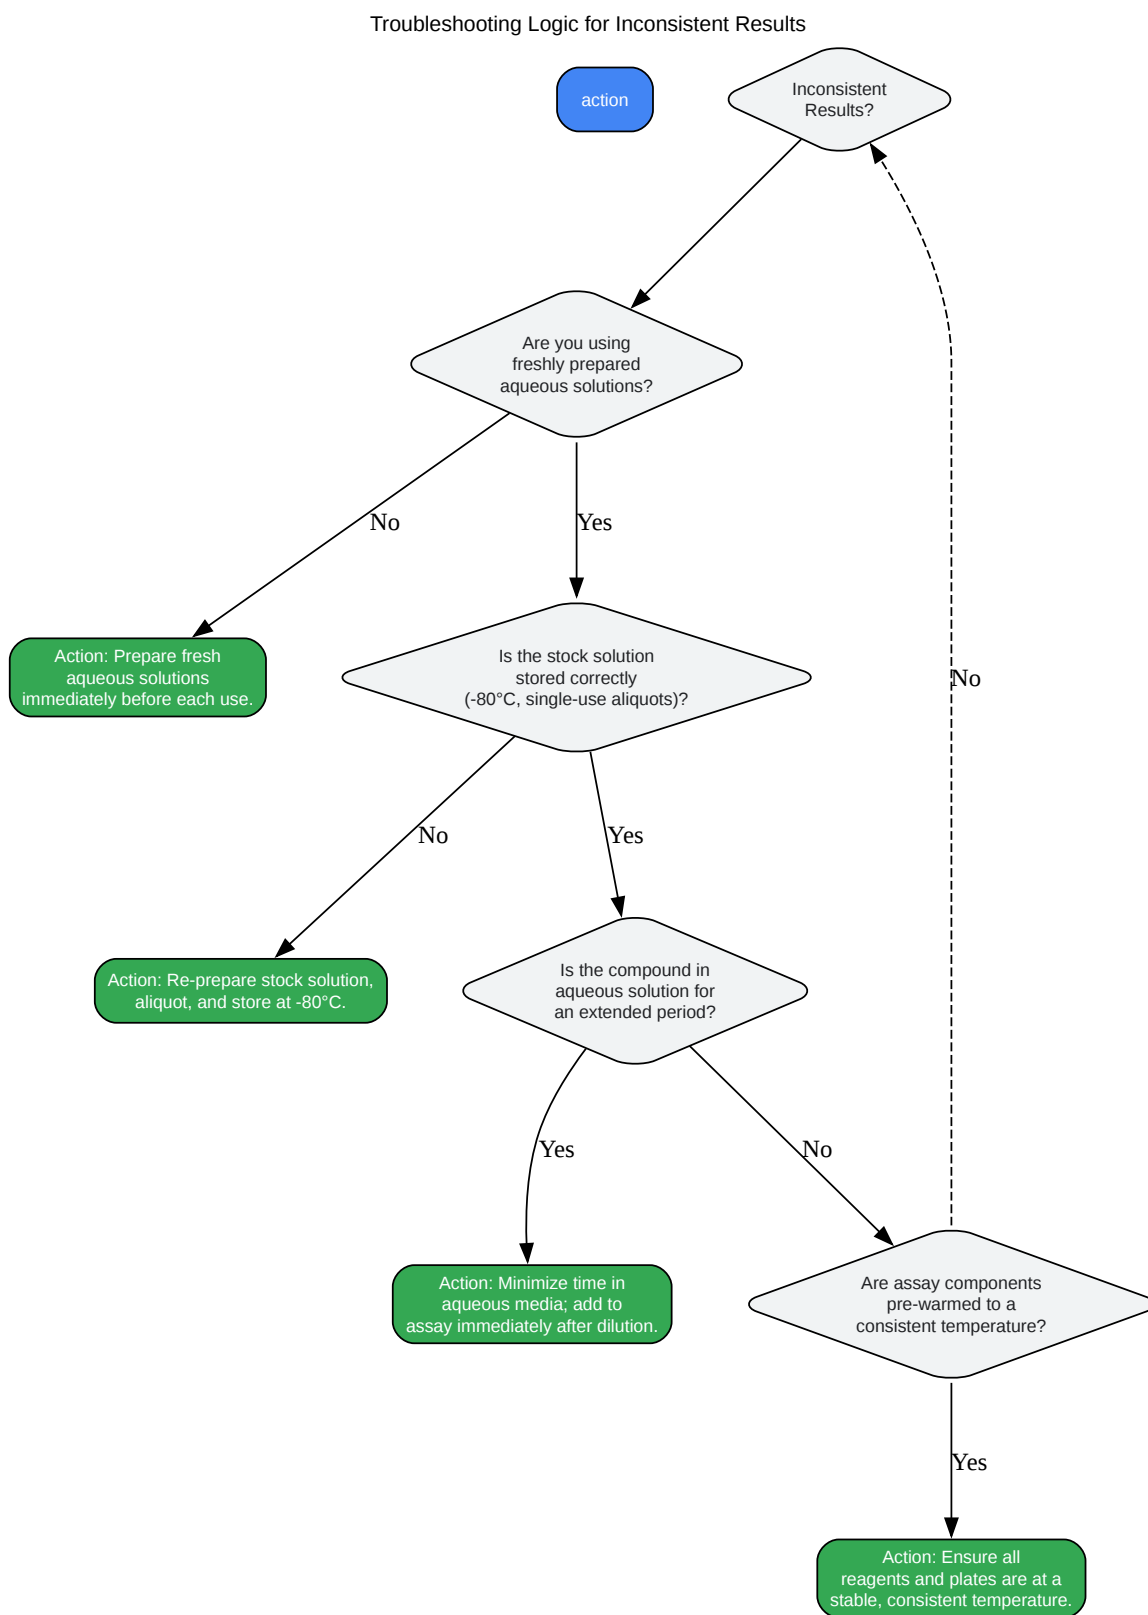 Troubleshooting Logic for Inconsistent Results
action
Inconsistent
Results?
Are you using
freshly prepared
aqueous solutions?
No
Yes
Action: Prepare fresh
aqueous solutions
immediately before each use.
Is the stock solution
stored correctly
(-80°C, single-use aliquots)?
No
No
Yes
Action: Re-prepare stock solution,
aliquot, and store at -80°C.
Is the compound in
aqueous solution for
an extended period?
Yes
No
Action: Minimize time in
aqueous media; add to
assay immediately after dilution.
Are assay components
pre-warmed to a
consistent temperature?
Yes
Action: Ensure all
reagents and plates are at a
stable, consistent temperature.